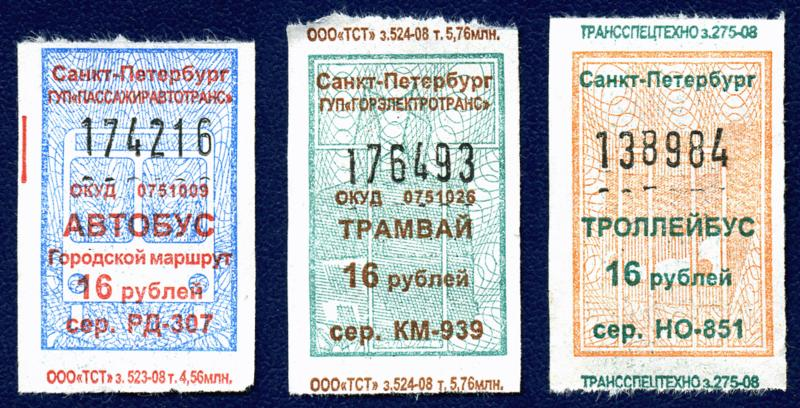 Санкт-Петербург
ГУП«ПАССАЖИРАВТОТРАНС»
174216
ОКУД 0751009
АВТОБУС
Городской маршрут
16 рублей
сер. РД-307
ООО«ТСТ» з. 523-08 т. 4,56млн.
ООО«ТСТ» з.524-08 т. 5,76млн.
Санкт-Петербург
ГУП«ГОРЭЛЕКТРОТРАНС»
176493
ОКУД 0751026
ТРАМВАЙ
16 рублей
сер. КМ-939
ООО«ТСТ» з.524-08 т. 5,76млн.
ТРАНССПЕЦТЕХНО з.275-08
Санкт-Петербург
138984
ТРОЛЛЕЙБУС
16 рублей
сер. НО-851
ТРАНССПЕЦТЕХНО з.275-08